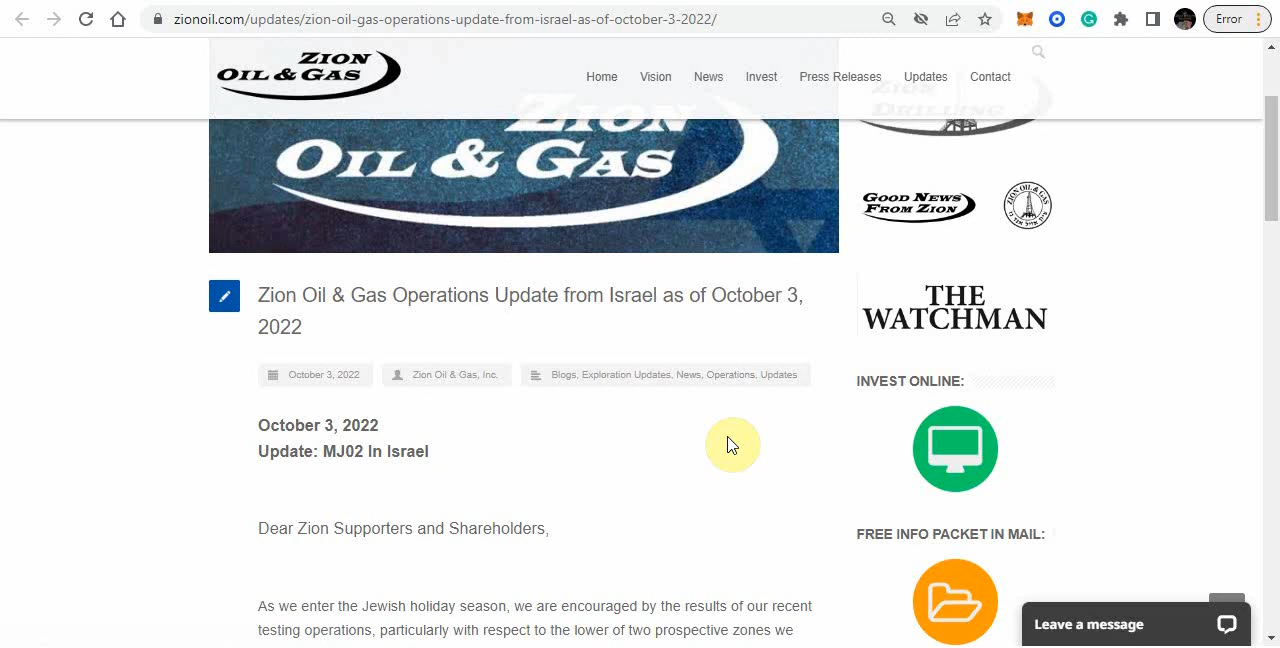 zionoil.com/updates/zion-oil-gas-operations-update-from-israel-as-of-october-3-2022/
Error
ZION
OIL & GAS
Home Vision News Invest Press Releases Updates Contact
ZION
DRILLING
ZION
OIL & GAS
GOOD NEWS
FROM ZION
ZION OIL & GAS
THE
WATCHMAN
Zion Oil & Gas Operations Update from Israel as of October 3,
2022
October 3, 2022
Zion Oil & Gas, Inc.
Blogs, Exploration Updates, News, Operations, Updates
INVEST ONLINE:
October 3, 2022
Update: MJ02 In Israel
Dear Zion Supporters and Shareholders,
FREE INFO PACKET IN MAIL:
As we enter the Jewish holiday season, we are encouraged by the results of our recent
testing operations, particularly with respect to the lower of two prospective zones we
Leave a message